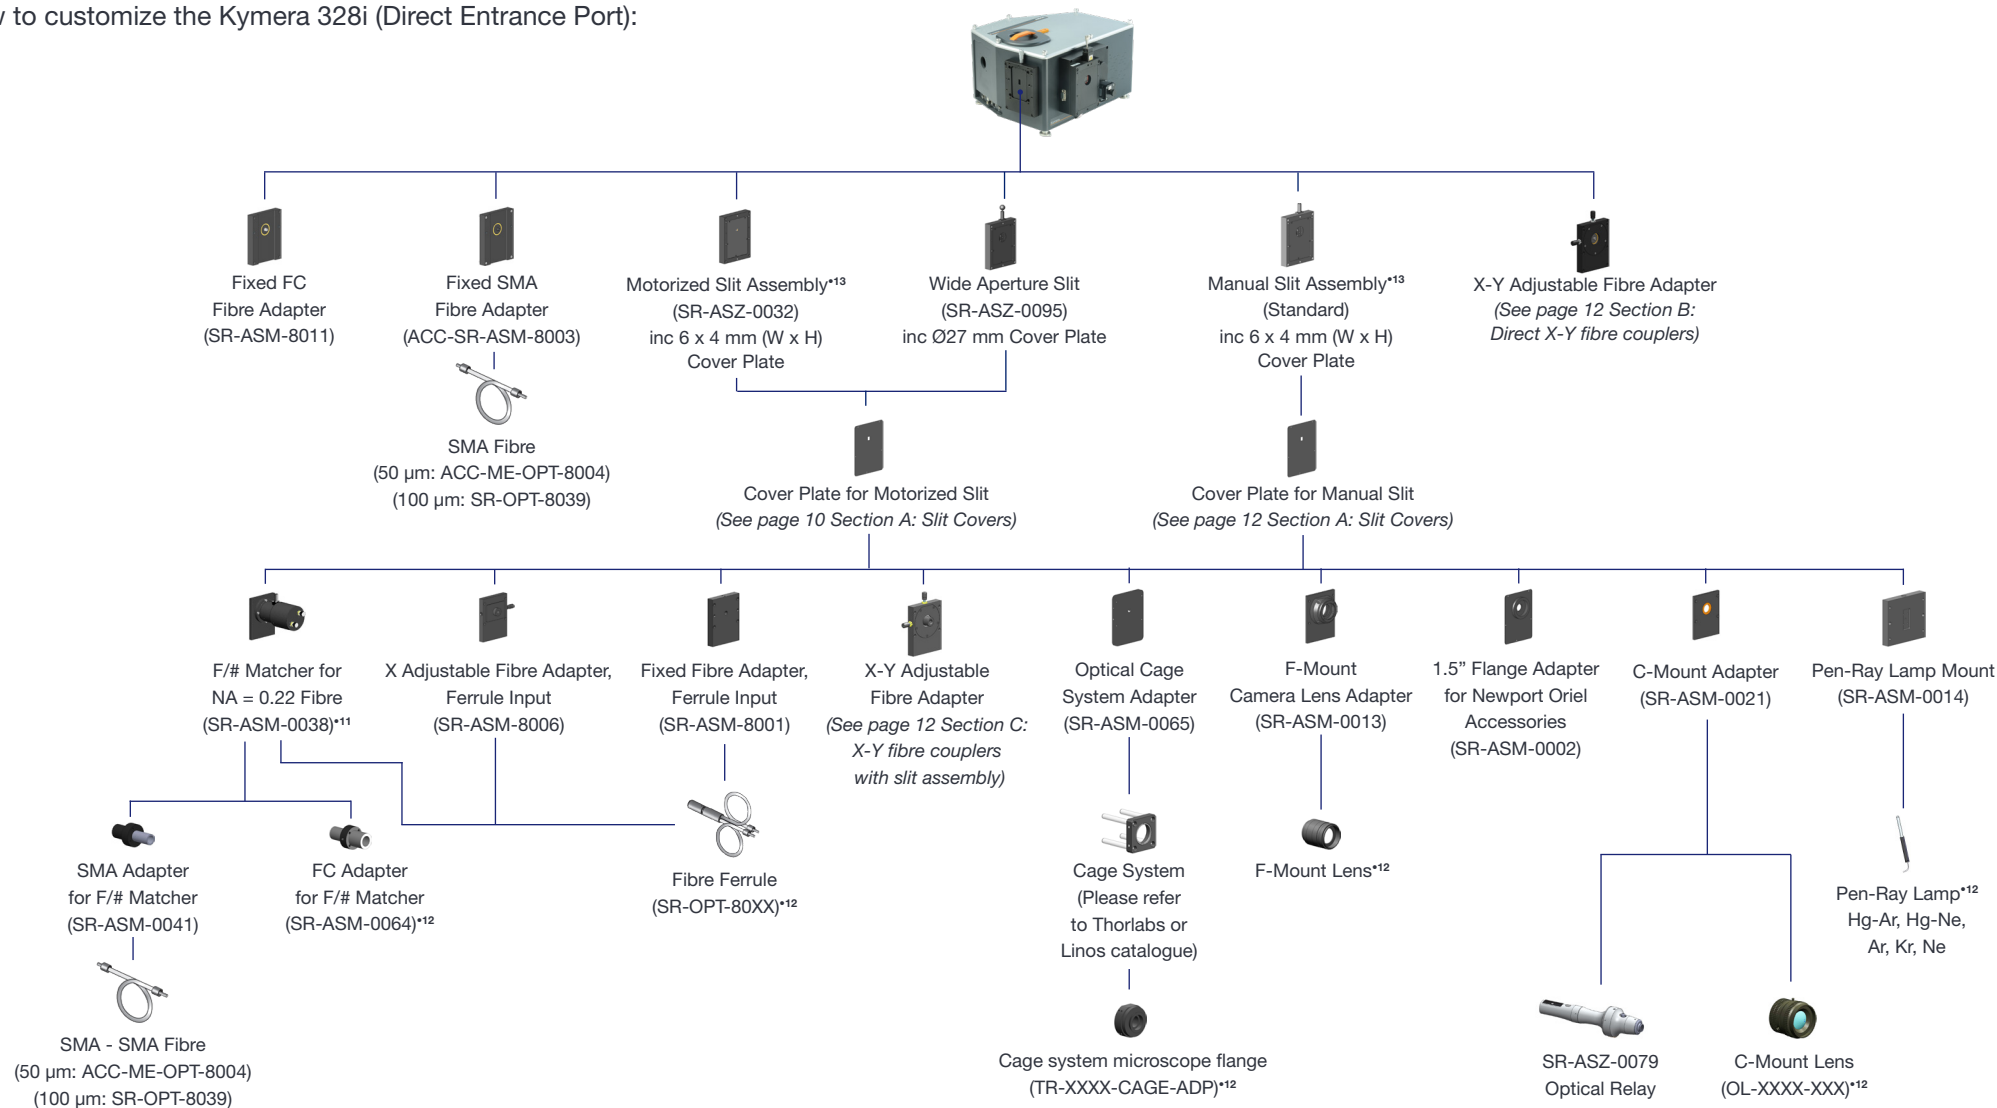 to customize the Kymera 328i (Direct Entrance Port):
Fixed FC
Fibre Adapter
(SR-ASM-8011)
Fixed SMA
Fibre Adapter
(ACC-SR-ASM-8003)
SMA Fibre
(50 µm: ACC-ME-OPT-8004)
(100 µm: SR-OPT-8039)
Motorized Slit Assembly•13
(SR-ASZ-0032)
inc 6 x 4 mm (W x H)
Cover Plate
Wide Aperture Slit
(SR-ASZ-0095)
inc Ø27 mm Cover Plate
Manual Slit Assembly•13
(Standard)
inc 6 x 4 mm (W x H)
Cover Plate
X-Y Adjustable Fibre Adapter
(See page 12 Section B:
Direct X-Y fibre couplers)
Cover Plate for Motorized Slit
(See page 10 Section A: Slit Covers)
Cover Plate for Manual Slit
(See page 12 Section A: Slit Covers)
F/# Matcher for
NA = 0.22 Fibre
(SR-ASM-0038)•11
X Adjustable Fibre Adapter,
Ferrule Input
(SR-ASM-8006)
Fixed Fibre Adapter,
Ferrule Input
(SR-ASM-8001)
X-Y Adjustable
Fibre Adapter
(See page 12 Section C:
X-Y fibre couplers
with slit assembly)
Optical Cage
System Adapter
(SR-ASM-0065)
F-Mount
Camera Lens Adapter
(SR-ASM-0013)
1.5” Flange Adapter
for Newport Oriel
Accessories
(SR-ASM-0002)
C-Mount Adapter
(SR-ASM-0021)
Pen-Ray Lamp Mount
(SR-ASM-0014)
SMA Adapter
for F/# Matcher
(SR-ASM-0041)
FC Adapter
for F/# Matcher
(SR-ASM-0064)•12
Fibre Ferrule
(SR-OPT-80XX)•12
Cage System
(Please refer
to Thorlabs or
Linos catalogue)
F-Mount Lens•12
Pen-Ray Lamp•12
Hg-Ar, Hg-Ne,
Ar, Kr, Ne
SMA - SMA Fibre
(50 µm: ACC-ME-OPT-8004)
(100 µm: SR-OPT-8039)
Cage system microscope flange
(TR-XXXX-CAGE-ADP)•12
SR-ASZ-0079
Optical Relay
C-Mount Lens
(OL-XXXX-XXX)•12